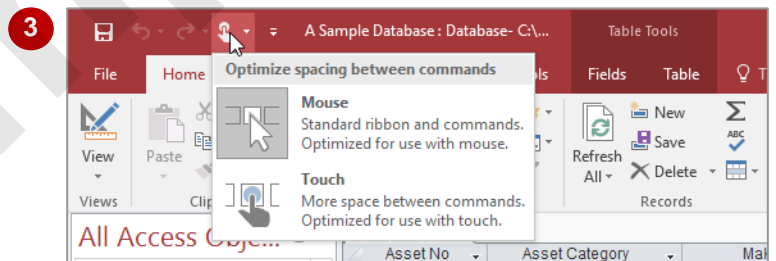 3
A Sample Database : Database- C:\... Table Tools
File Home ols Fields Table T
Optimize spacing between commands
Mouse
Standard ribbon and commands.
Optimized for use with mouse.
Touch
More space between commands.
Optimized for use with touch.
View Paste Refresh All New Save Delete Σ ABC
Views Clip Records
All Access Obje...
Asset No Asset Category Mak